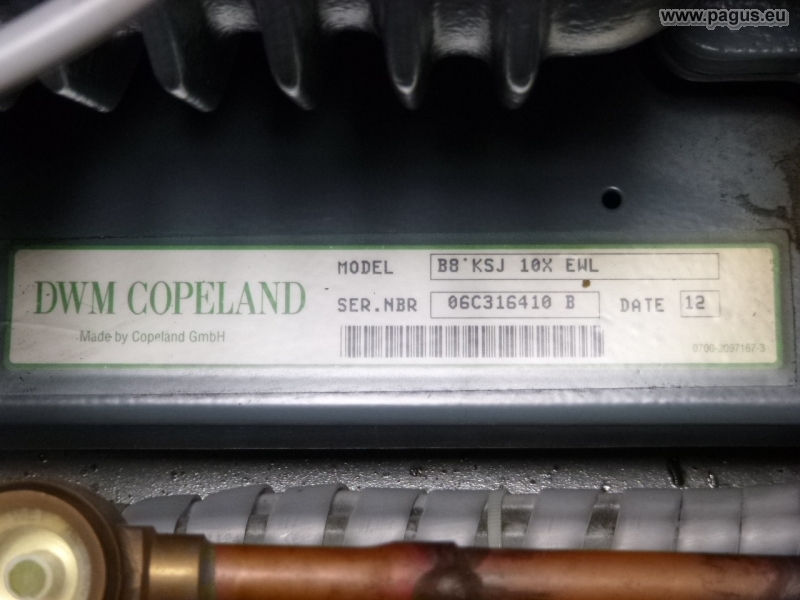 www.pagus.eu
DWM COPELAND
Made by Copeland GmbH
MODEL B8*KSJ 10X EWL
SER.NBR 06C316410 B DATE 12